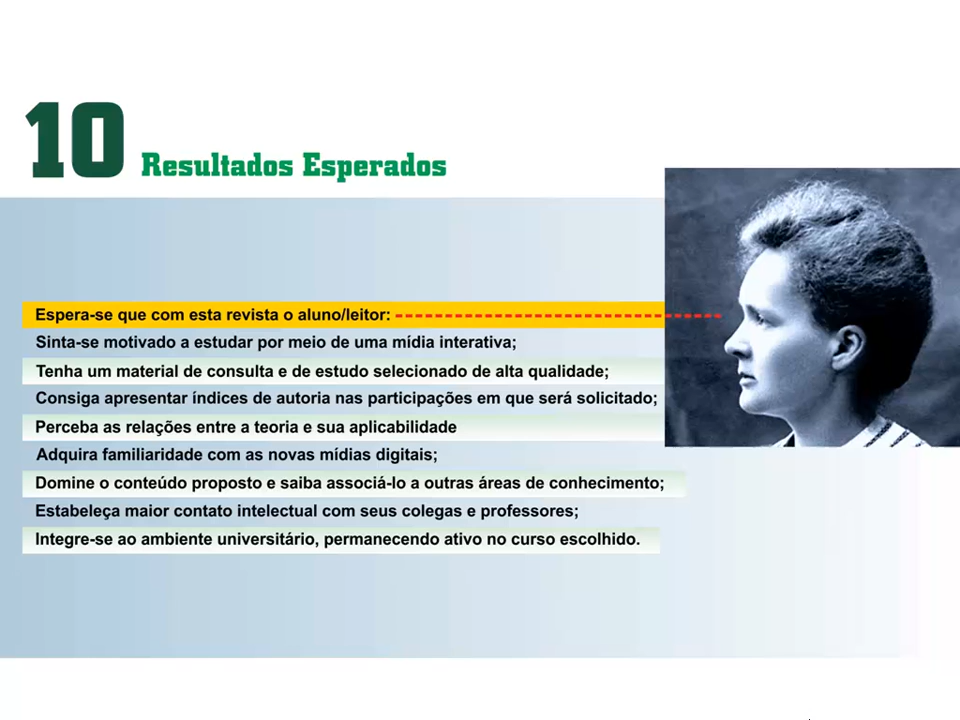 10 Resultados Esperados
Espera-se que com esta revista o aluno/leitor:
Sinta-se motivado a estudar por meio de uma mídia interativa;
Tenha um material de consulta e de estudo selecionado de alta qualidade;
Consiga apresentar índices de autoria nas participações em que será solicitado;
Perceba as relações entre a teoria e sua aplicabilidade
Adquira familiaridade com as novas mídias digitais;
Domine o conteúdo proposto e saiba associá-lo a outras áreas de conhecimento;
Estabeleça maior contato intelectual com seus colegas e professores;
Integre-se ao ambiente universitário, permanecendo ativo no curso escolhido.